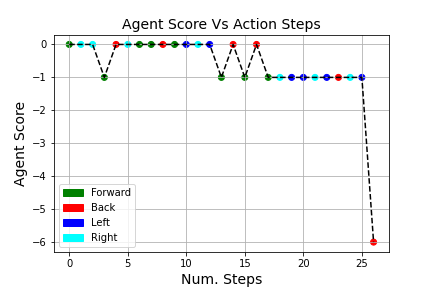 Agent Score Vs Action Steps
0
−1
−2
−3
−4
−5
−6
Agent Score
Forward
Back
Left
Right
0 5 10 15 20 25
Num. Steps